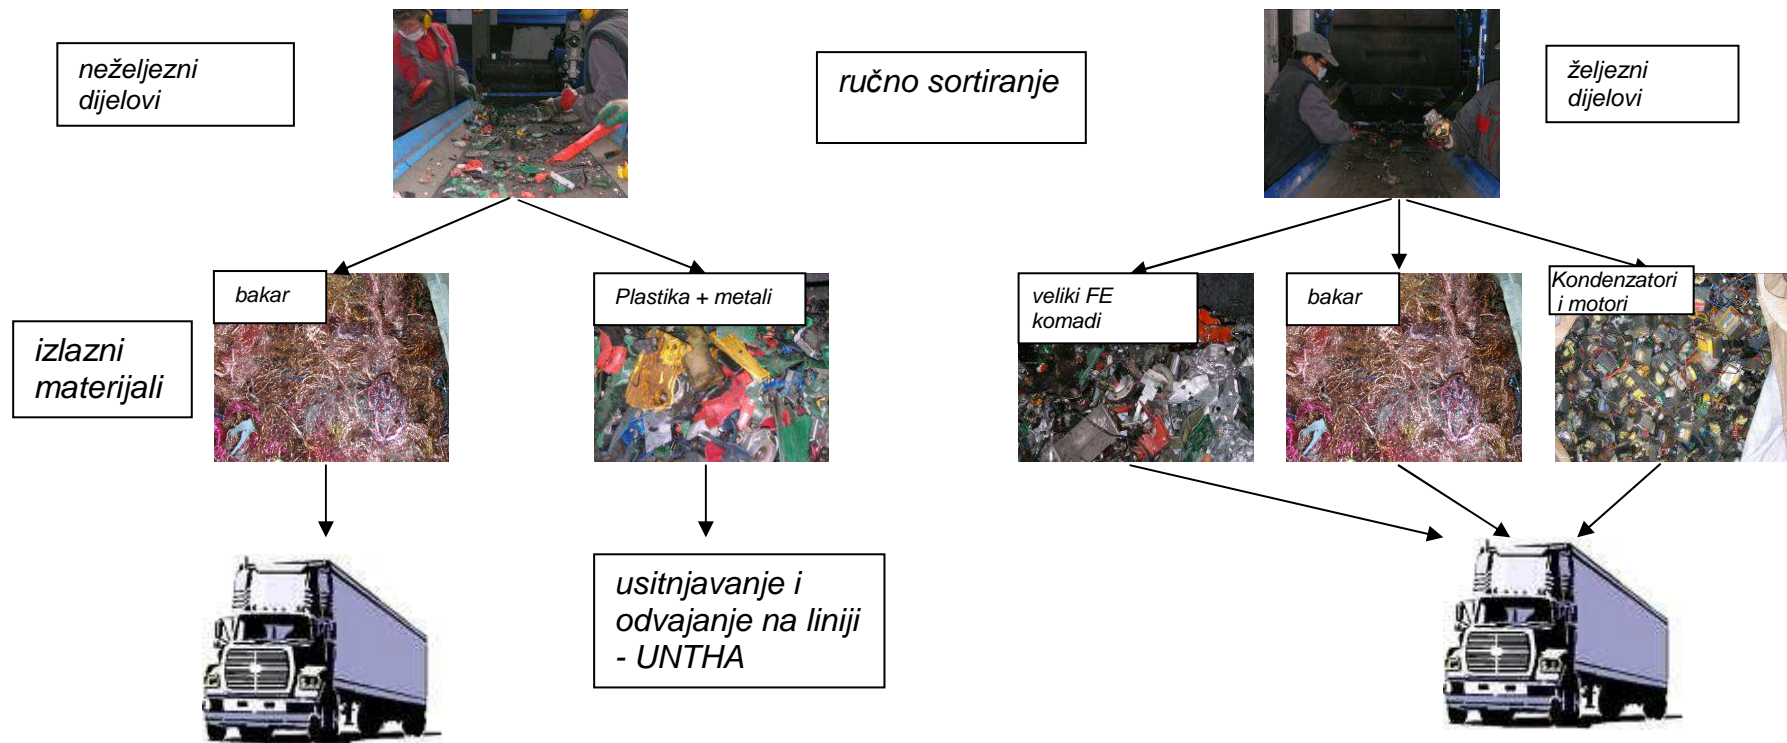 neželjezni
dijelovi
ručno sortiranje
željezni
dijelovi
bakar
Plastika + metali
veliki FE
komadi
bakar
Kondenzatori
i motori
izlazni
materijali
usitnjavanje i
odvajanje na liniji
- UNTHA